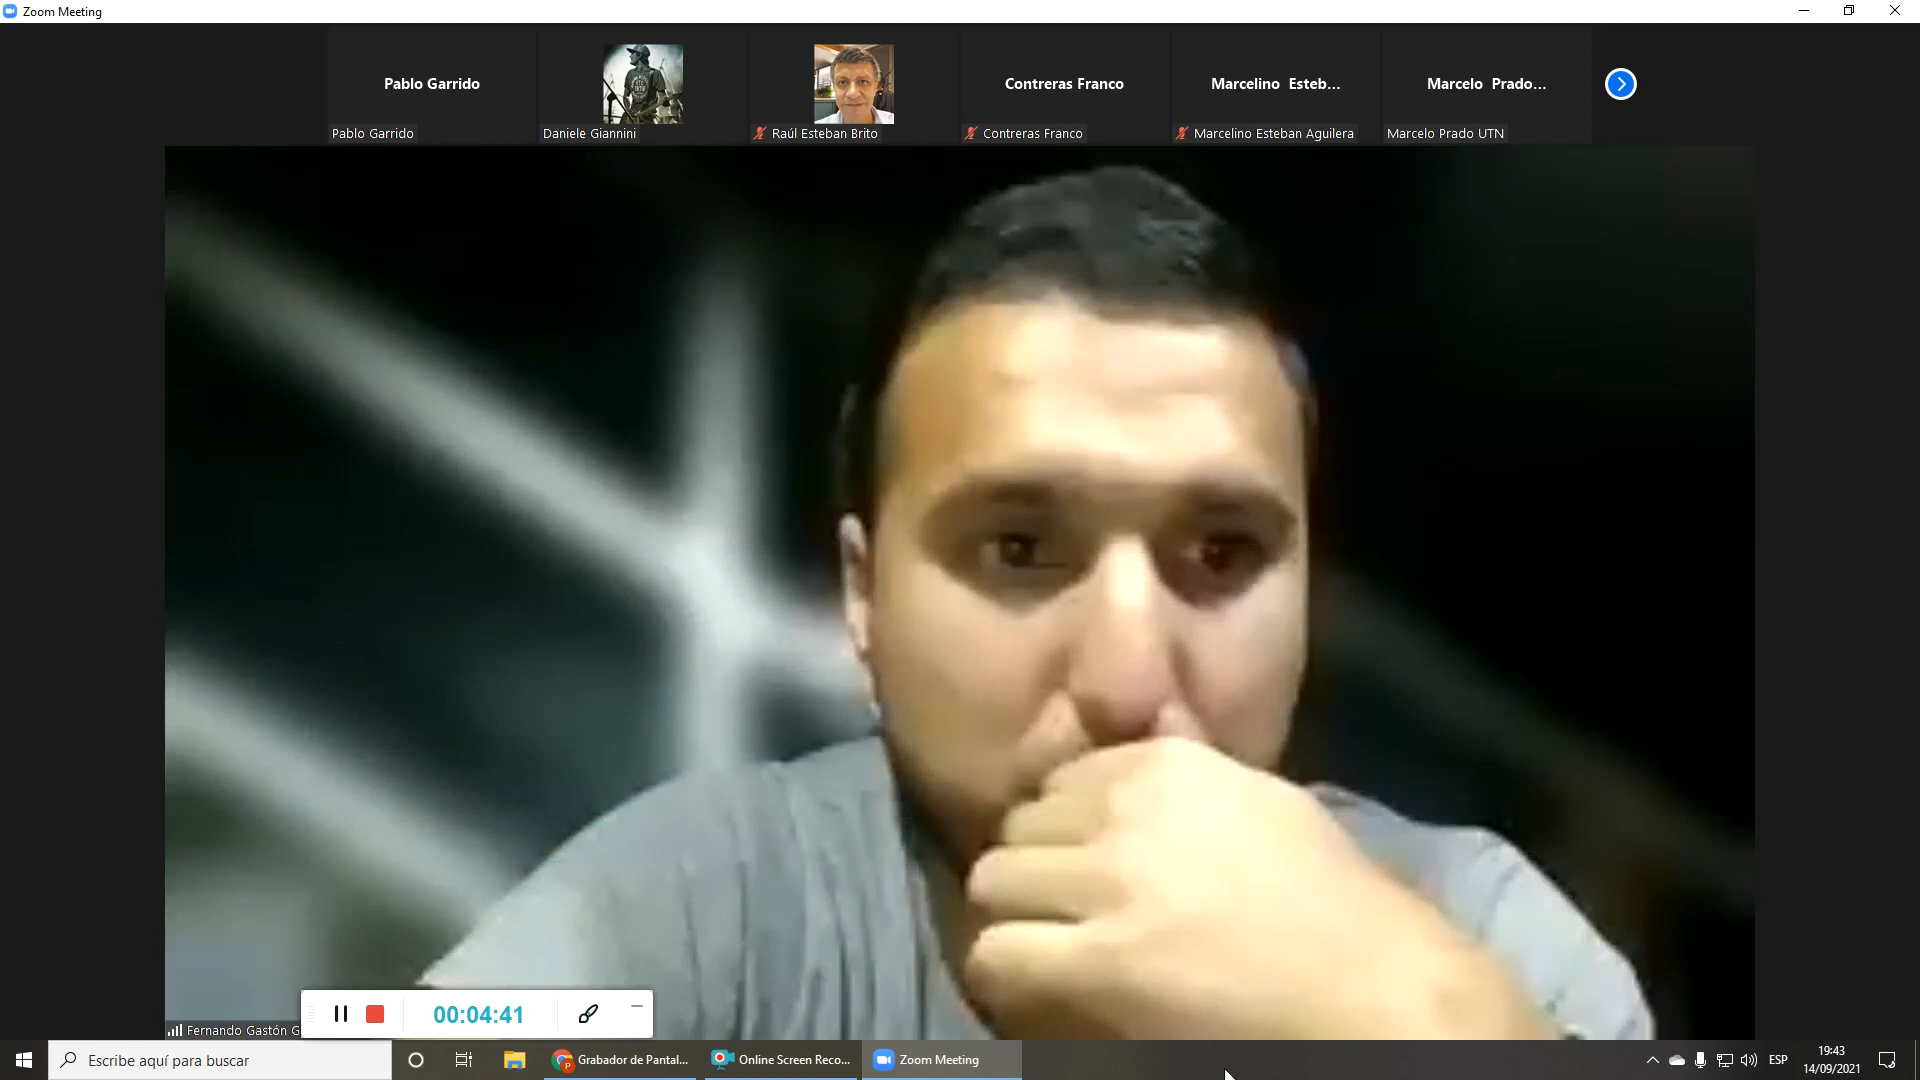 Zoom Meeting
Pablo Garrido
Contreras Franco
Marcelino Esteb...
Marcelo Prado...
Pablo Garrido
Daniele Giannini
Raúl Esteban Brito
Contreras Franco
Marcelino Esteban Aguilera
Marcelo Prado UTN
Fernando Gastón G
00:04:41
Escribe aquí para buscar
Grabador de Pantal...
Online Screen Reco...
Zoom Meeting
ESP
19:43
14/09/2021